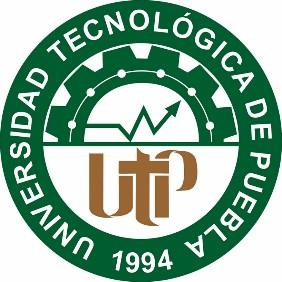 UNIVERSIDAD TECNOLÓGICA DE PUEBLA
UTP
1994